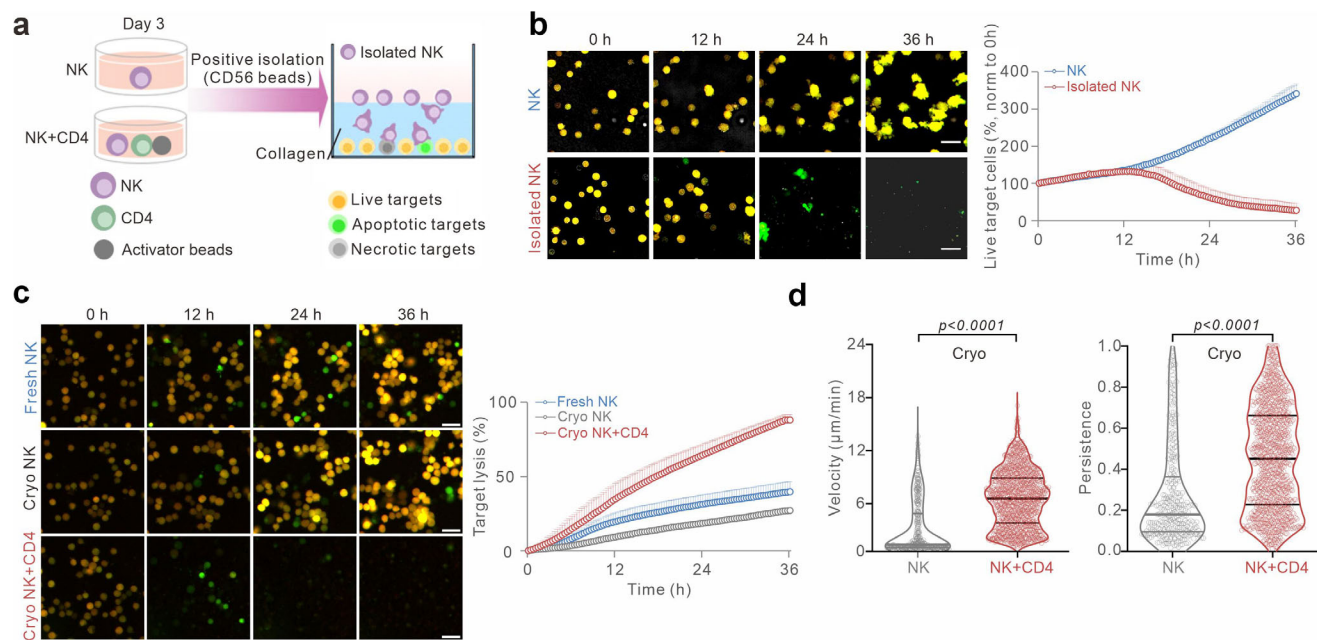 a
Day 3
NK
NK+CD4
Positive isolation
(CD56 beads)
Isolated NK
Collagen
NK
CD4
Activator beads
Live targets
Apoptotic targets
Necrotic targets
b
0 h
12 h
24 h
36 h
NK
Isolated NK
Live target cells (%, norm to 0h)
400
300
200
100
0
NK
Isolated NK
0
12
24
36
Time (h)
c
0 h
12 h
24 h
36 h
Fresh NK
Cryo NK
Cryo NK+CD4
Target lysis (%)
100
50
0
Fresh NK
Cryo NK
Cryo NK+CD4
0
12
24
36
Time (h)
d
p<0.0001
Cryo
Velocity (µm/min)
24
18
12
6
0
NK
NK+CD4
p<0.0001
Cryo
Persistence
1.0
0.8
0.6
0.4
0.2
0.0
NK
NK+CD4